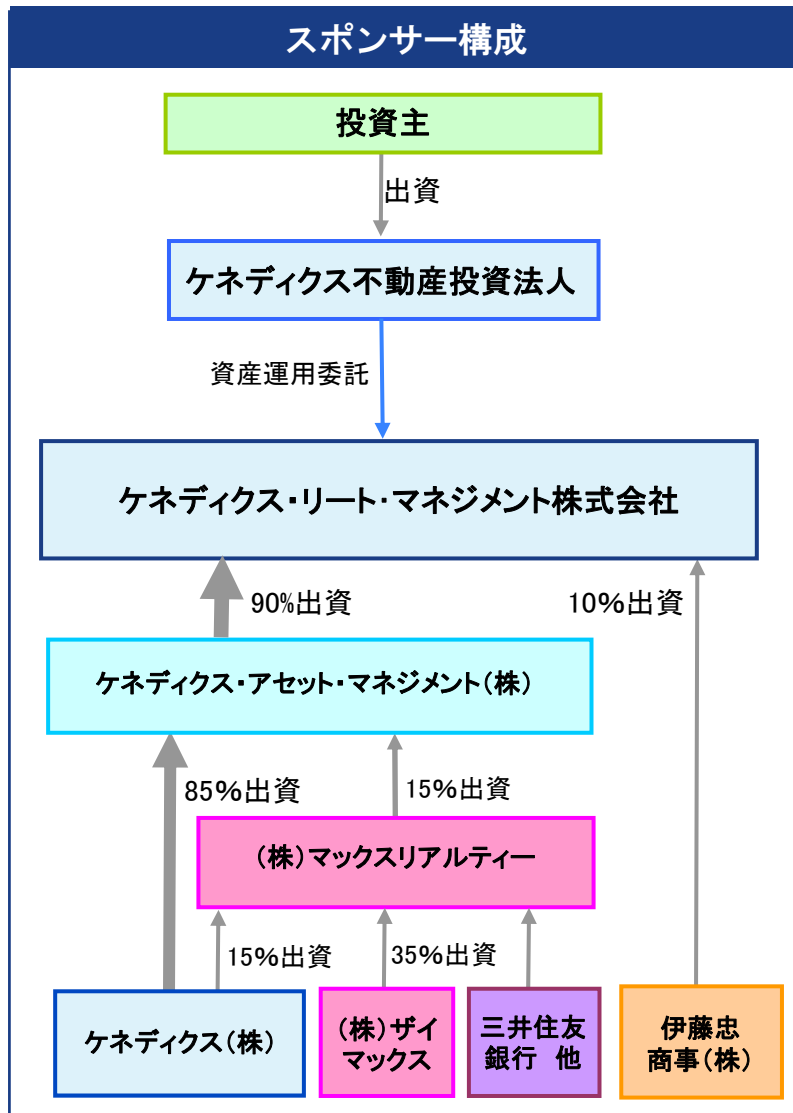 スポンサー構成
投資主
出資
ケネディクス不動産投資法人
資産運用委託
ケネディクス・リート・マネジメント株式会社
90%出資
10%出資
ケネディクス・アセット・マネジメント(株)
85%出資
15%出資
(株)マックスリアルティー
15%出資
35%出資
ケネディクス(株)
(株)ザイ
マックス
三井住友
銀行 他
伊藤忠
商事(株)